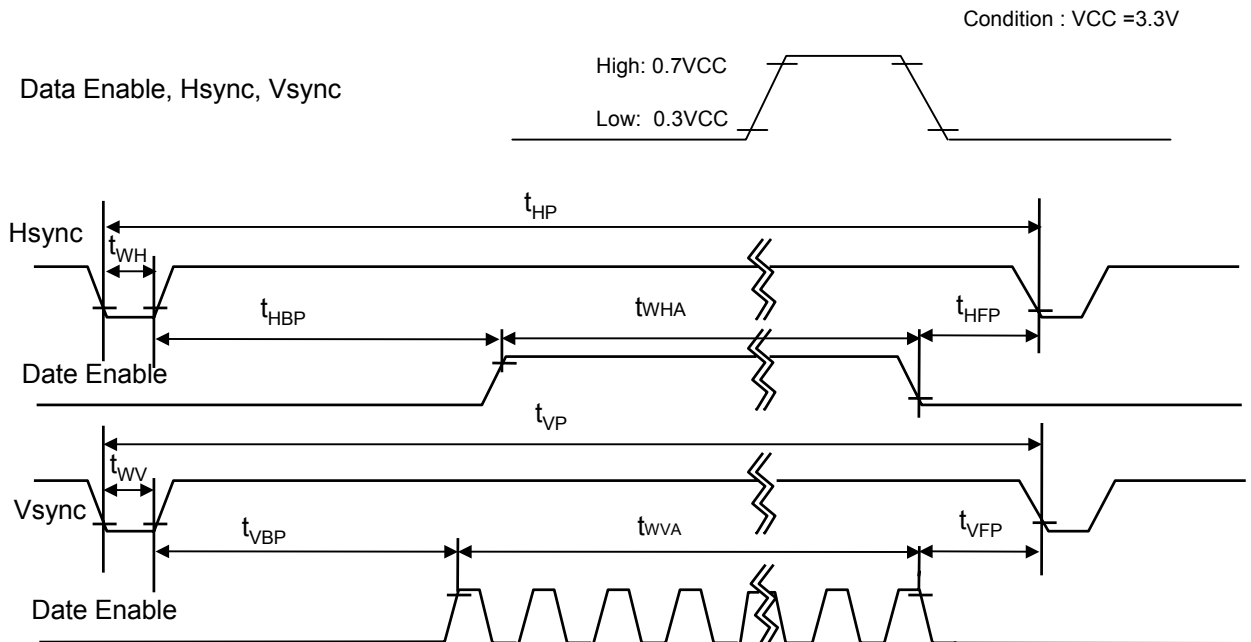 Condition : VCC =3.3V
Data Enable, Hsync, Vsync
High: 0.7VCC
Low: 0.3VCC
tHP
Hsync
tWH
tHBP
tWHA
tHFP
Date Enable
tVP
tWV
Vsync
tVBP
tWVA
tVFP
Date Enable